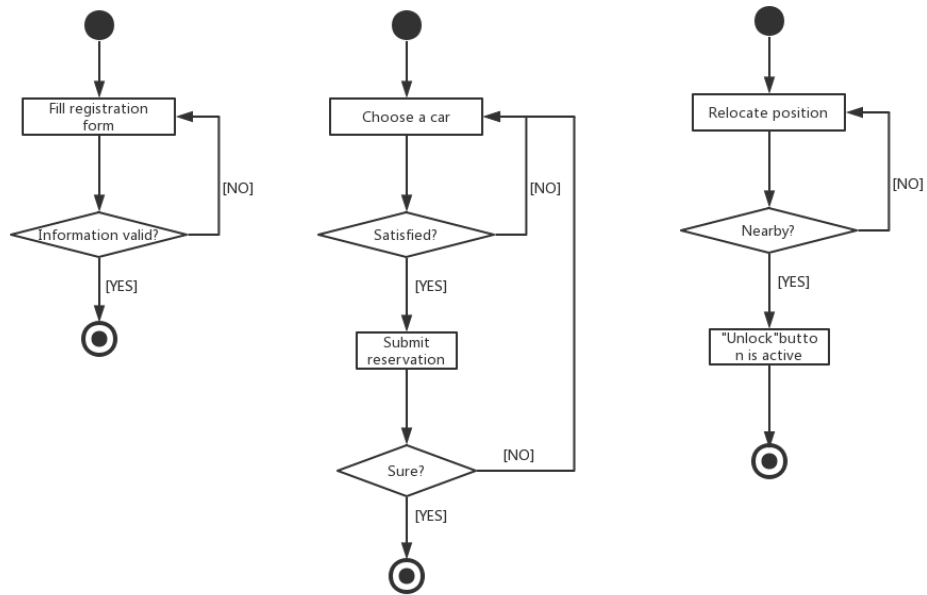 Fill registration
form
[NO]
Information valid?
[YES]
Choose a car
[NO]
Satisfied?
[YES]
Submit
reservation
[NO]
Sure?
[YES]
Relocate position
[NO]
Nearby?
[YES]
"Unlock"butto
n is active